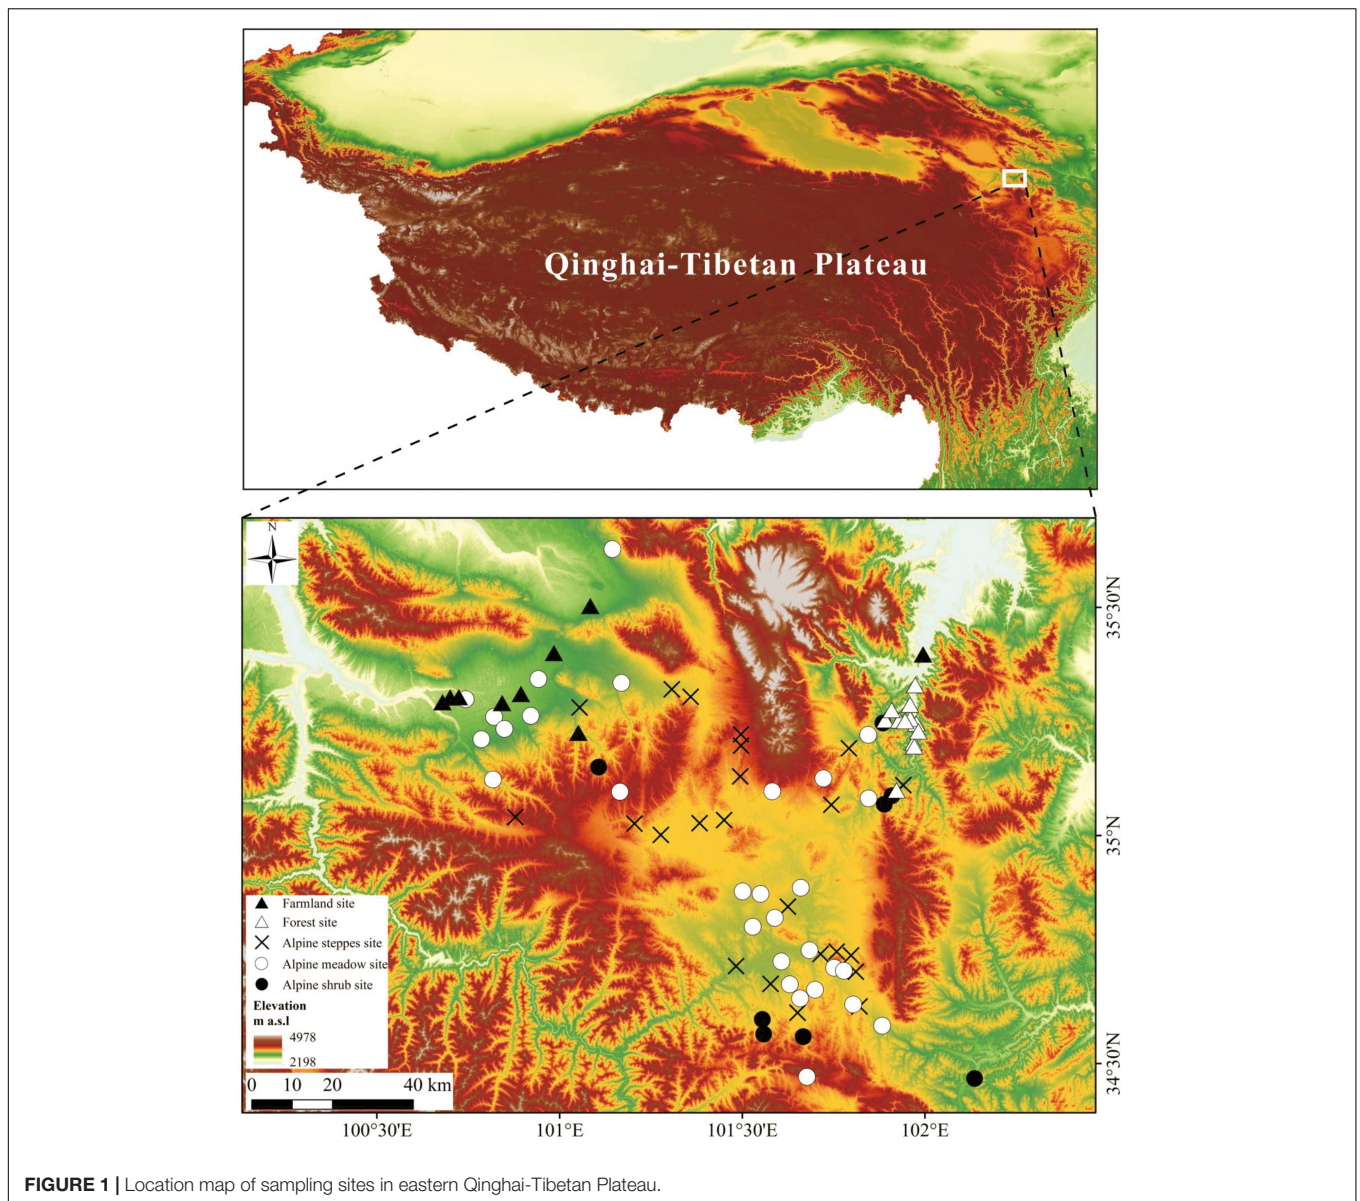 Qinghai-Tibetan Plateau
N
35°30'N
35°N
34°30'N
Farmland site
Forest site
Alpine steppes site
Alpine meadow site
Alpine shrub site
Elevation
m a.s.l
4978
2198
0 10 20 40 km
100°30'E 101°E 101°30'E 102°E
FIGURE 1 | Location map of sampling sites in eastern Qinghai-Tibetan Plateau.